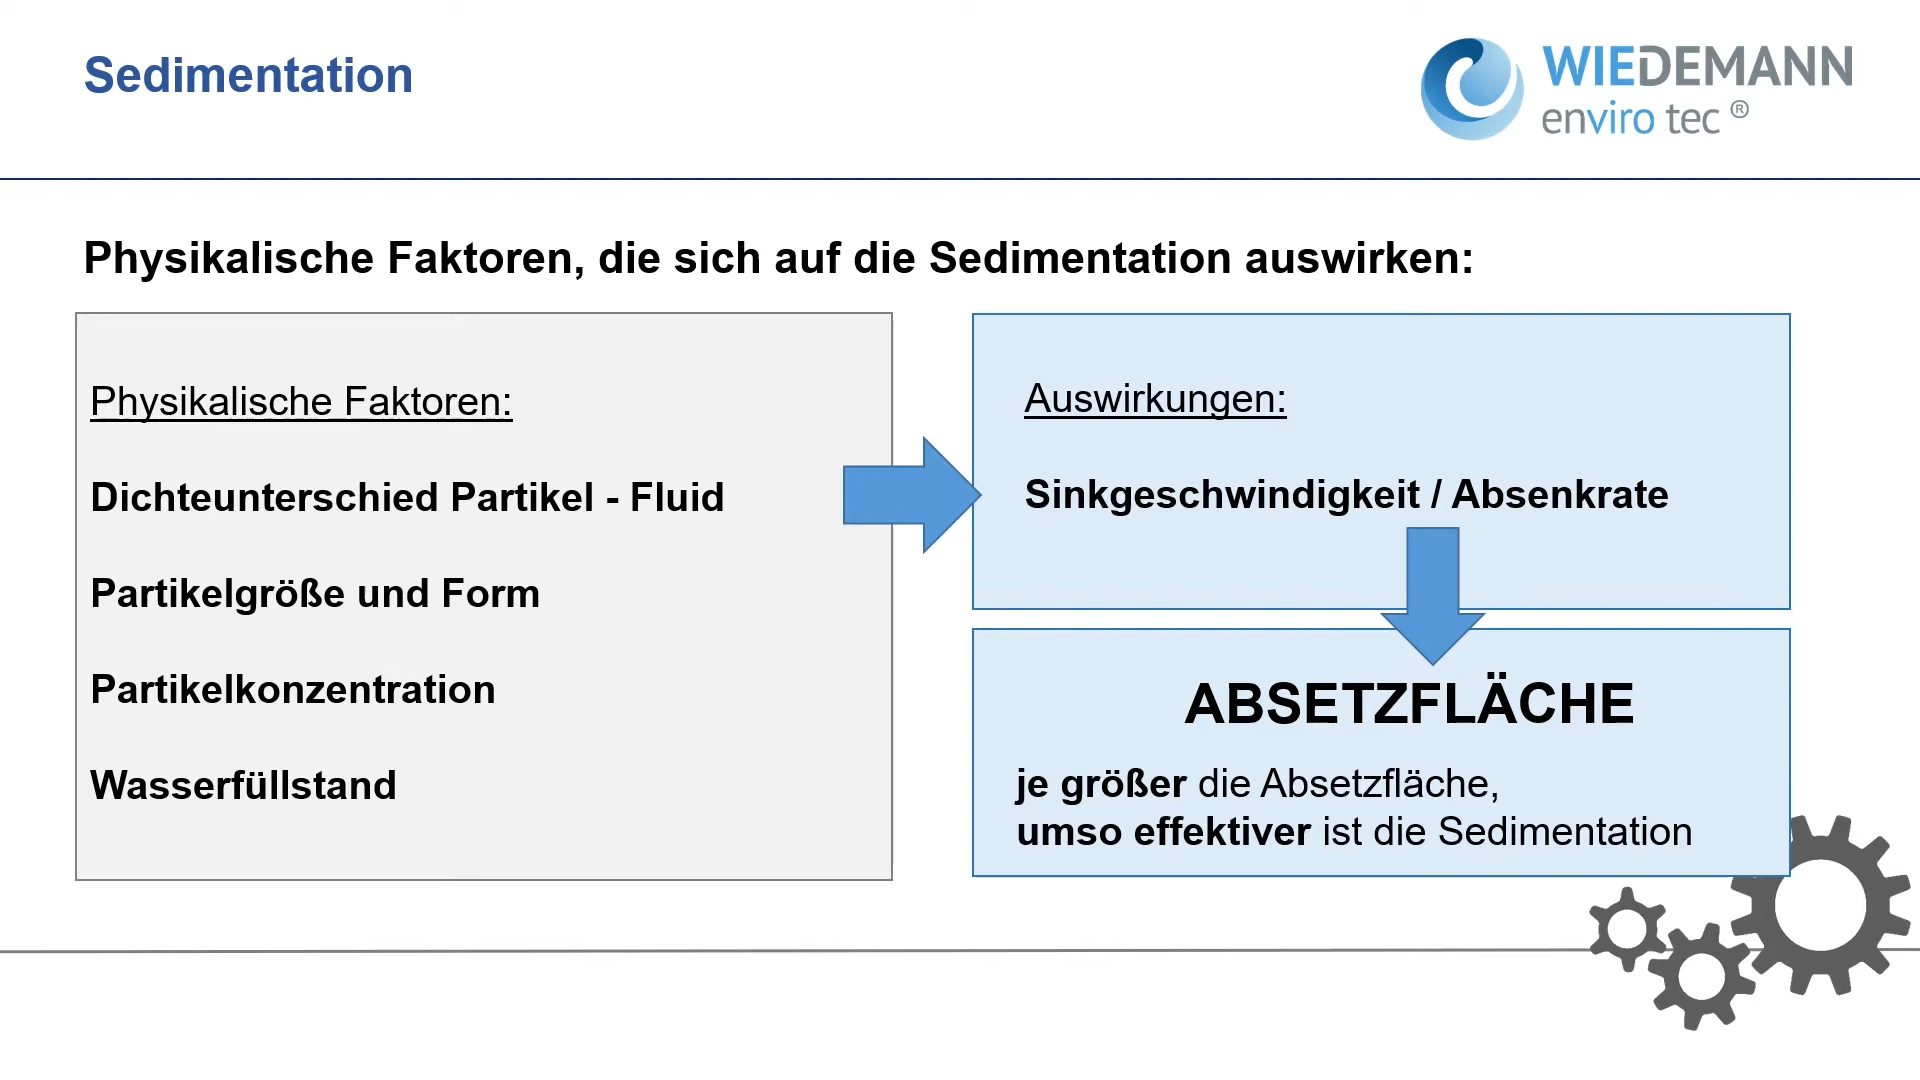 Sedimentation
WIEDEMANN
enviro tec ®
Physikalische Faktoren, die sich auf die Sedimentation auswirken:
Physikalische Faktoren:
Dichteunterschied Partikel - Fluid
Partikelgröße und Form
Partikelkonzentration
Wasserfüllstand
Auswirkungen:
Sinkgeschwindigkeit / Absenkrate
ABSETZFLÄCHE
je größer die Absetzfläche,
umso effektiver ist die Sedimentation